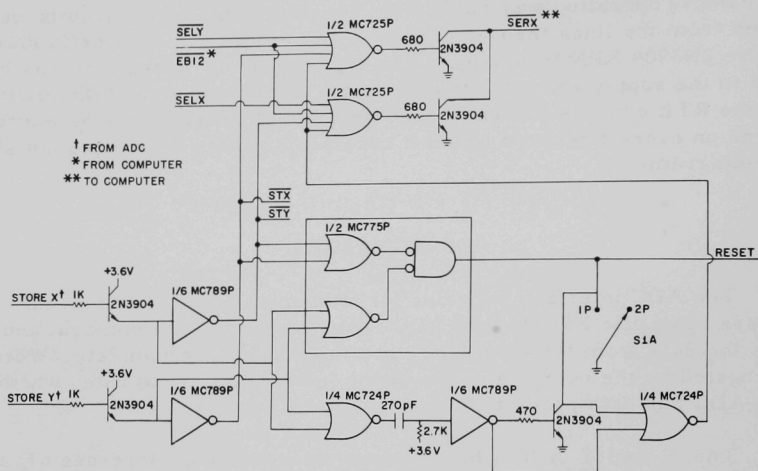 SELY
EB12*
1/2 MC725P
680
2N3904
SERX**
SELX
1/2 MC725P
680
2N3904
† FROM ADC
* FROM COMPUTER
** TO COMPUTER
STX
STY
1/2 MC775P
RESET
+3.6V
STORE X† 1K
2N3904
1/6 MC789P
1P
2P
S1A
+3.6V
STORE Y† 1K
2N3904
1/6 MC789P
1/4 MC724P
270pF
2.7K
+3.6V
1/6 MC789P
470
2N3904
1/4 MC724P